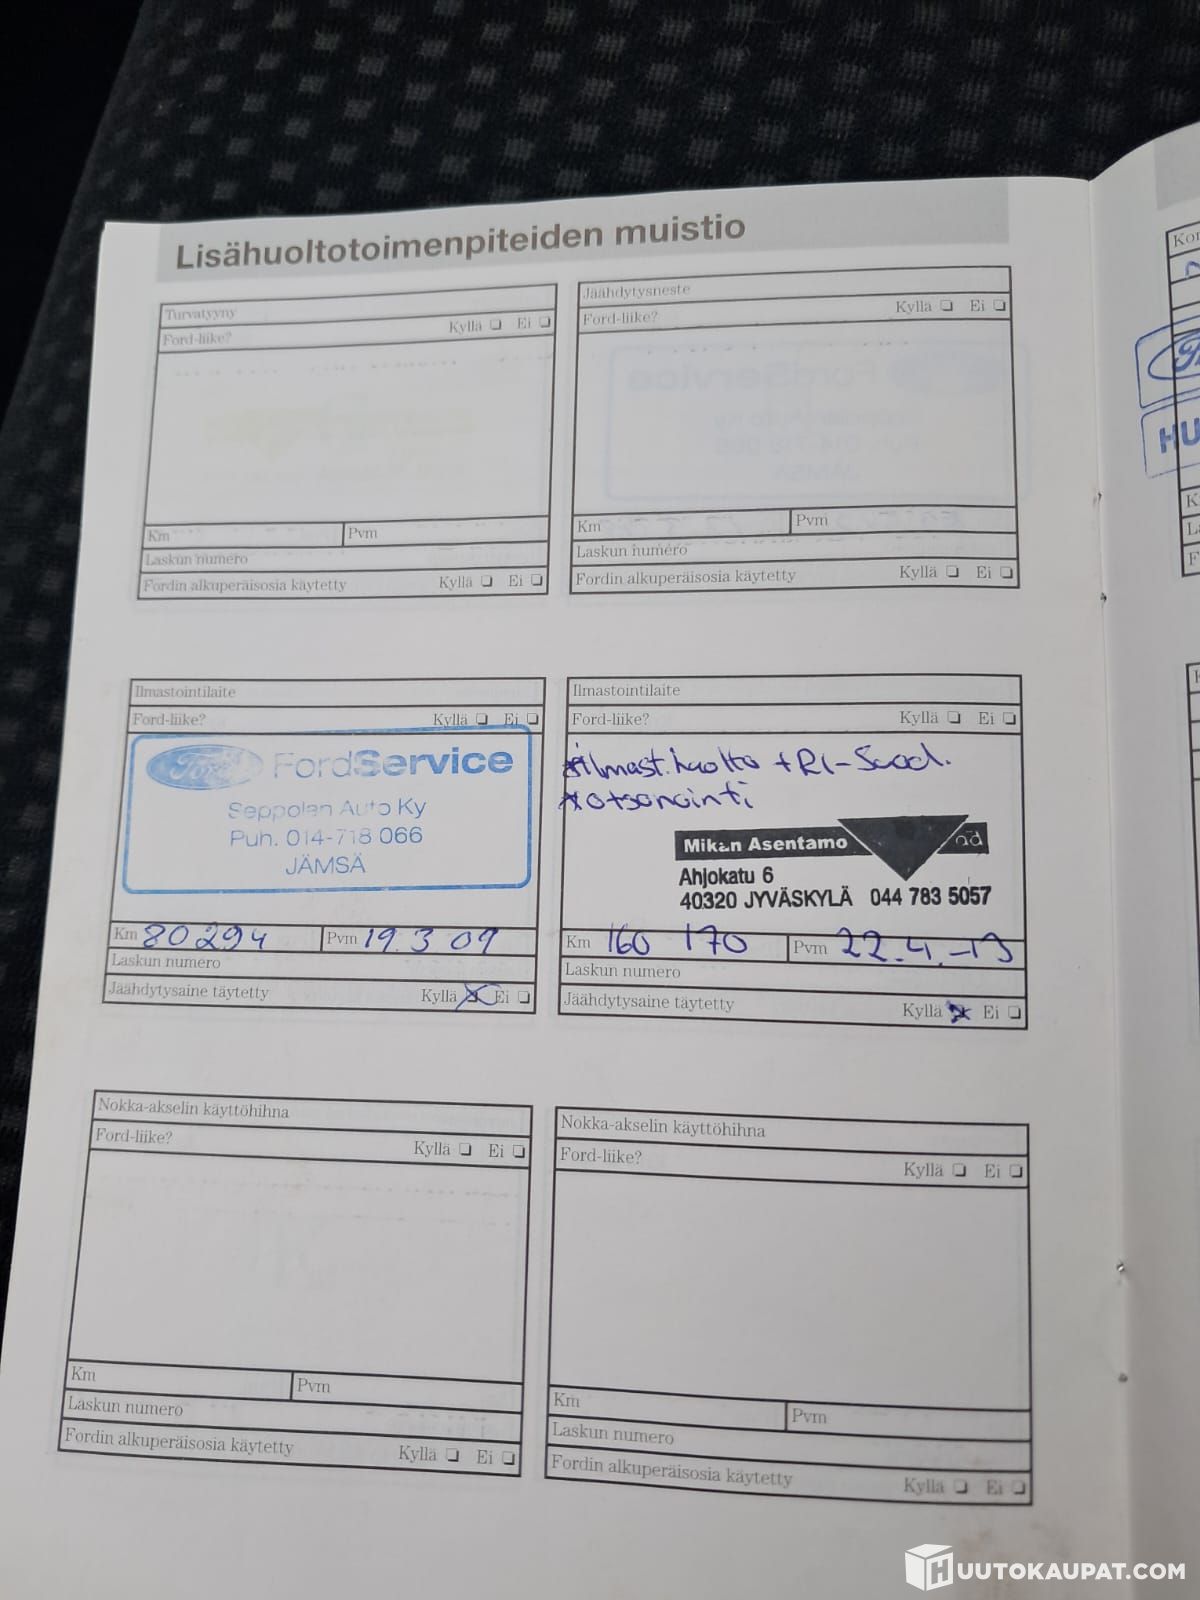 Lisähuoltotoimenpiteiden muistio
Turvatyyny
Ford-liike? Kyllä ❏ Ei ❏
Km Pvm
Laskun numero
Fordin alkuperäisosia käytetty Kyllä ❏ Ei ❏
Jäähdytysneste
Ford-liike? Kyllä ❏ Ei ❏
Km Pvm
Laskun numero
Fordin alkuperäisosia käytetty Kyllä ❏ Ei ❏
Ilmastointilaite
Ford-liike? Kyllä ❏ Ei ❏
Ford FordService
Seppolan Auto Ky
Puh. 014-718 066
JÄMSÄ
Km 80294 Pvm 19.3 09
Laskun numero
Jäähdytysaine täytetty Kyllä ❏ Ei ❏
Ilmastointilaite
Ford-liike? Kyllä ❏ Ei ❏
*ilmast.huolto +
*otsonointi
Mikan Asentamo ad
Ahjokatu 6
40320 JYVÄSKYLÄ 044 783 5057
Km 160 170 Pvm 22.4.-13
Laskun numero
Jäähdytysaine täytetty Kyllä ❏ Ei ❏
Nokka-akselin käyttöhihna
Ford-liike? Kyllä ❏ Ei ❏
Km Pvm
Laskun numero
Fordin alkuperäisosia käytetty Kyllä ❏ Ei ❏
Nokka-akselin käyttöhihna
Ford-liike? Kyllä ❏ Ei ❏
Km Pvm
Laskun numero
Fordin alkuperäisosia käytetty Kyllä ❏ Ei ❏
HUUTOKAUPAT.COM